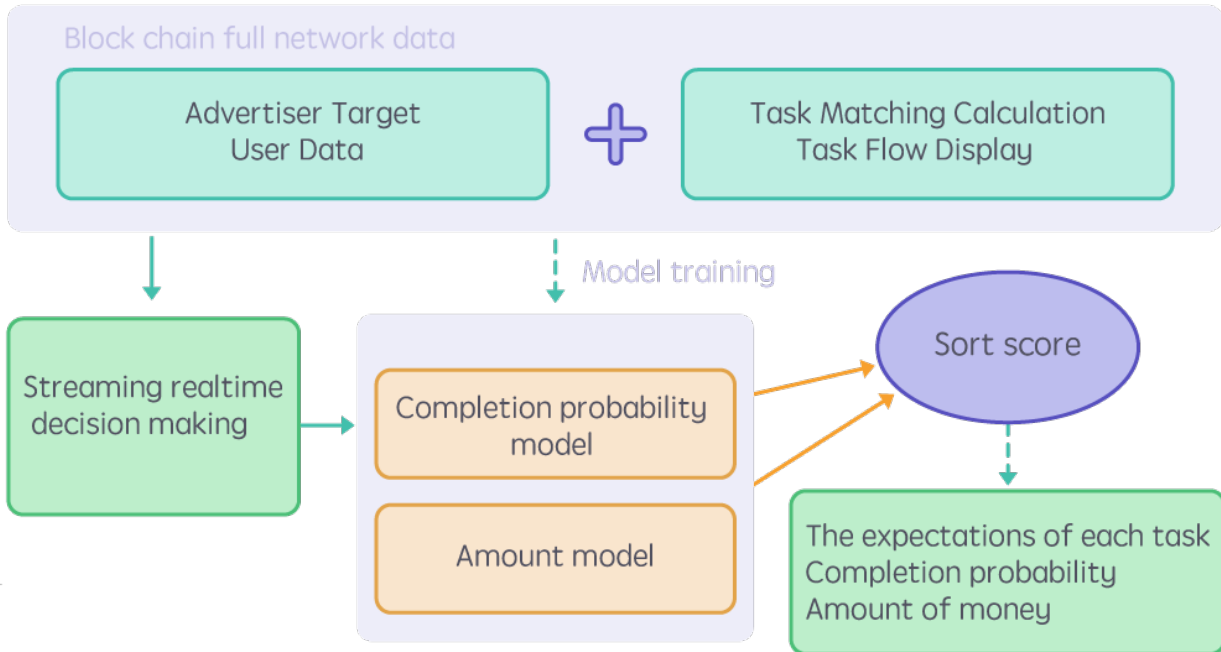 Block chain full network data
Advertiser Target
User Data
Task Matching Calculation
Task Flow Display
Model training
Streaming realtime
decision making
Completion probability
model
Amount model
Sort score
The expectations of each task
Completion probability
Amount of money